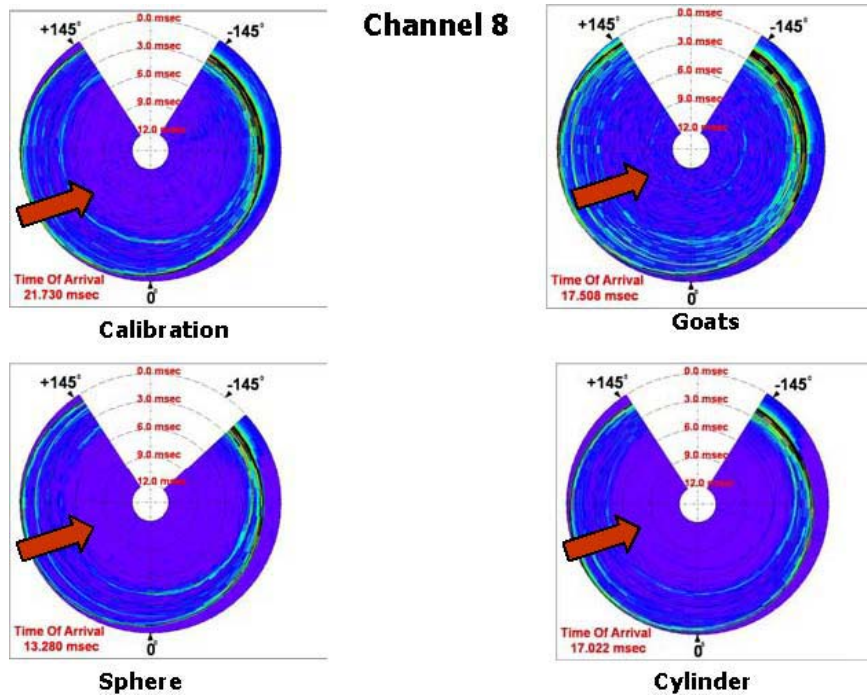 Channel 8
+145°
-145°
0.0 msec
3.0 msec
6.0 msec
9.0 msec
12.0 msec
Time Of Arrival
21.730 msec
0°
Calibration
+145°
-145°
0.0 msec
3.0 msec
6.0 msec
9.0 msec
12.0 msec
Time Of Arrival
17.508 msec
0°
Goats
+145°
-145°
0.0 msec
3.0 msec
6.0 msec
9.0 msec
12.0 msec
Time Of Arrival
13.280 msec
0°
Sphere
+145°
-145°
0.0 msec
3.0 msec
6.0 msec
9.0 msec
12.0 msec
Time Of Arrival
17.022 msec
0°
Cylinder